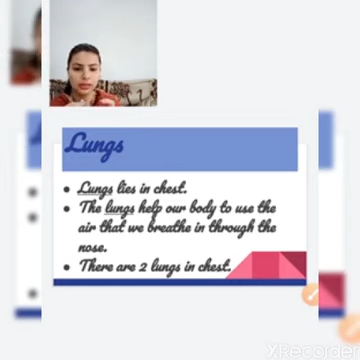 Lungs
• Lungs lies in chest.
• The lungs help our body to use the
air that we breathe in through the
nose.
• There are 2 lungs in chest.
XRecorder